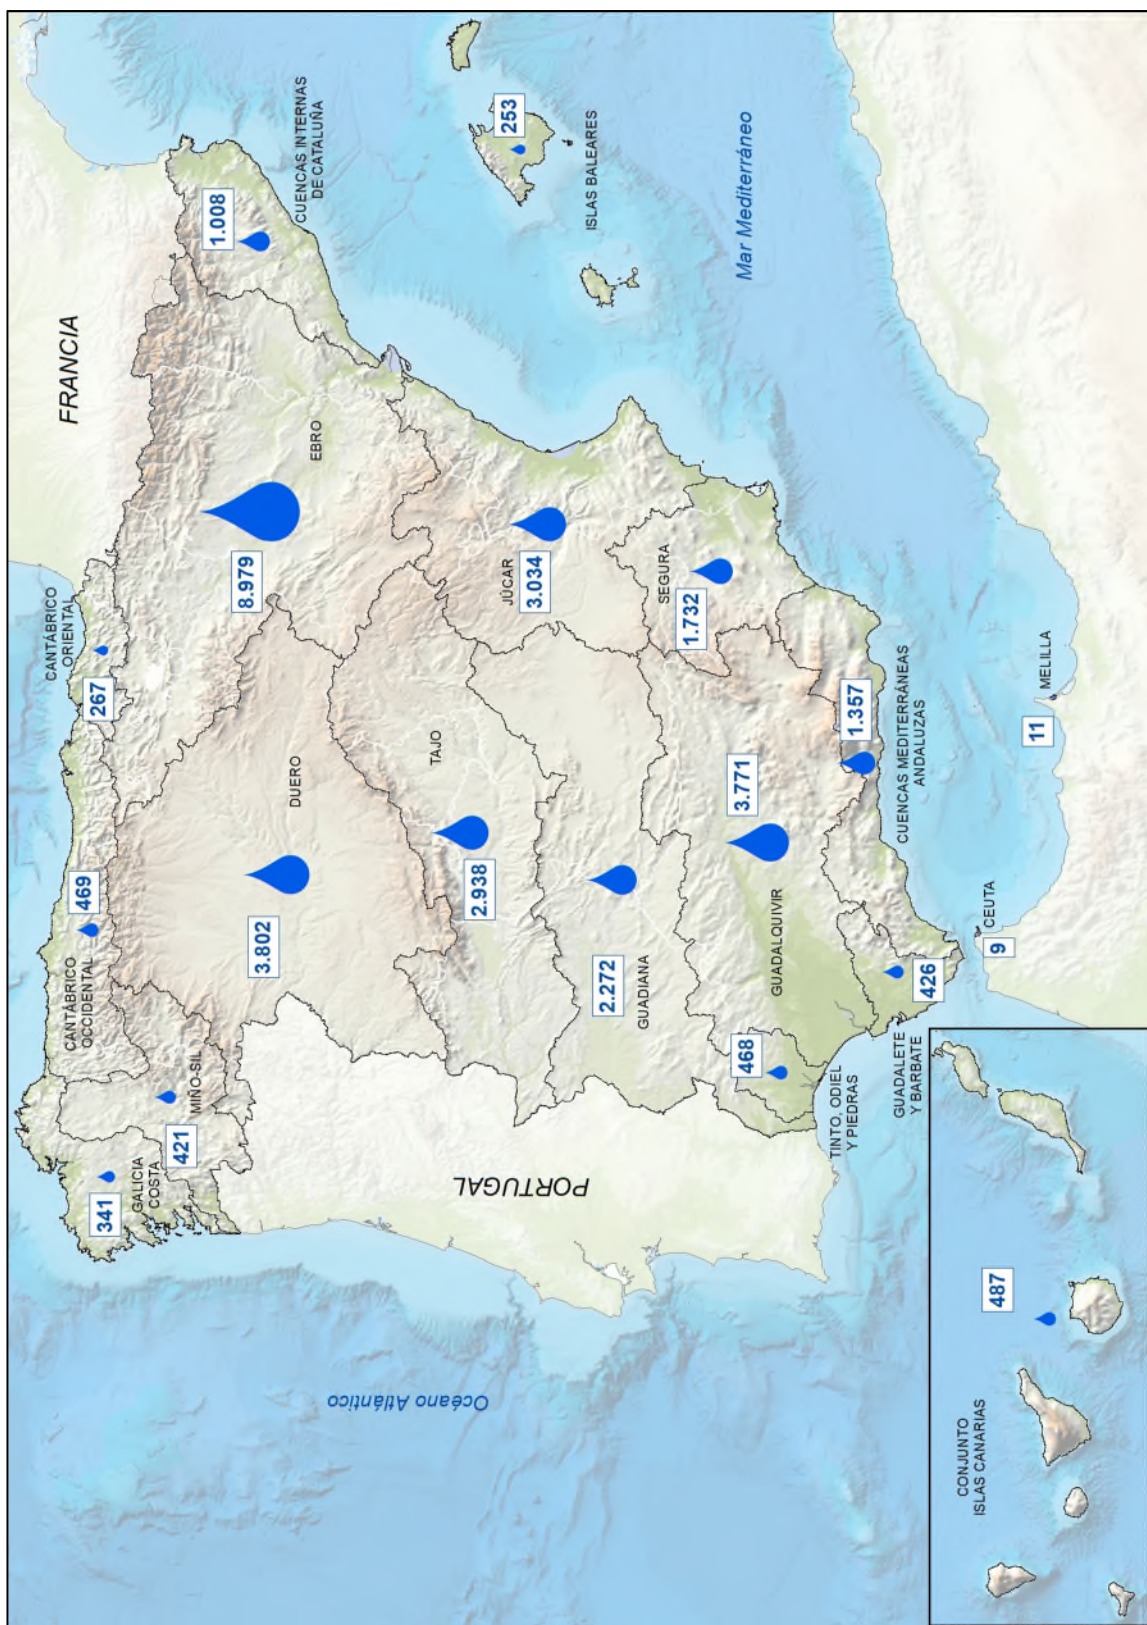 FRANCIA
CANTÁBRICO
OCCIDENTAL
469
CANTÁBRICO
ORIENTAL
267
GALICIA
COSTA
341
MIÑO-SIL
421
DUERO
3.802
EBRO
8.979
1.008
CUENCAS INTERNAS
DE CATALUÑA
TAJO
2.938
JÚCAR
3.034
253
ISLAS BALEARES
PORTUGAL
Océano Atlántico
GUADIANA
2.272
SEGURA
1.732
Mar Mediterráneo
468
TINTO, ODIEL
Y PIEDRAS
GUADALQUIVIR
3.771
1.357
CUENCAS MEDITERRÁNEAS
ANDALUZAS
GUADALETE
Y BARBATE
426
9
CEUTA
11
MELILLA
CONJUNTO
ISLAS CANARIAS
487